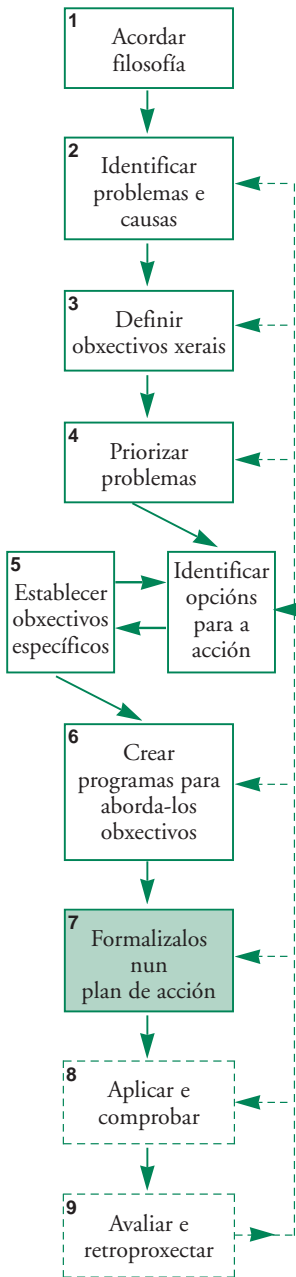 1
Acordar
filosofía
2
Identificar
problemas e
causas
3
Definir
obxectivos xerais
4
Priorizar
problemas
5
Establecer
obxectivos
específicos
Identificar
opcións
para a
acción
6
Crear
programas para
aborda-los
obxectivos
7
Formalizalos
nun
plan de acción
8
Aplicar e
comprobar
9
Avaliar e
retroproxectar